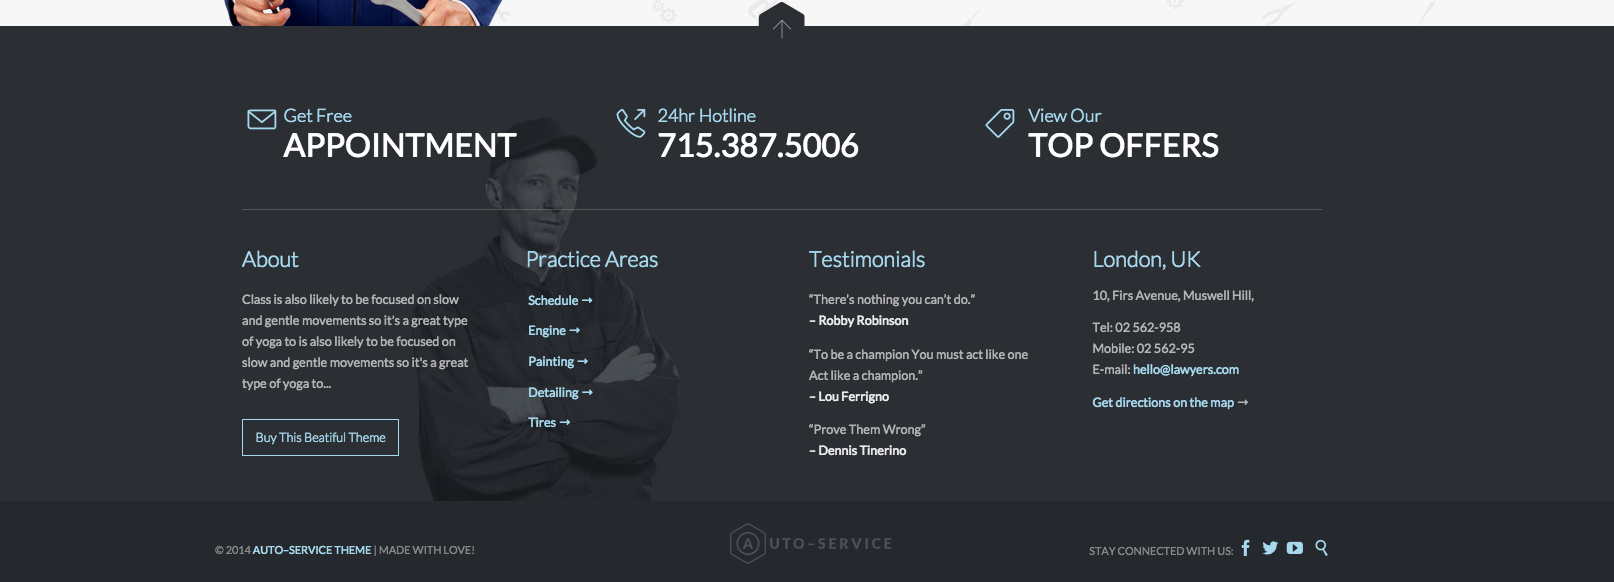 Get Free
APPOINTMENT
24hr Hotline
715.387.5006
View Our
TOP OFFERS
About
Class is also likely to be focused on slow
and gentle movements so it's a great type
of yoga to is also likely to be focused on
slow and gentle movements so it's a great
type of yoga to...
Buy This Beatiful Theme
Practice Areas
Schedule →
Engine →
Painting →
Detailing →
Tires →
Testimonials
“There’s nothing you can’t do.”
– Robby Robinson
“To be a champion You must act like one
Act like a champion.”
– Lou Ferrigno
“Prove Them Wrong”
– Dennis Tinerino
London, UK
10, Firs Avenue, Muswell Hill,
Tel: 02 562-958
Mobile: 02 562-95
E-mail: hello@lawyers.com
Get directions on the map →
© 2014 AUTO–SERVICE THEME | MADE WITH LOVE!
AUTO–SERVICE
STAY CONNECTED WITH US: